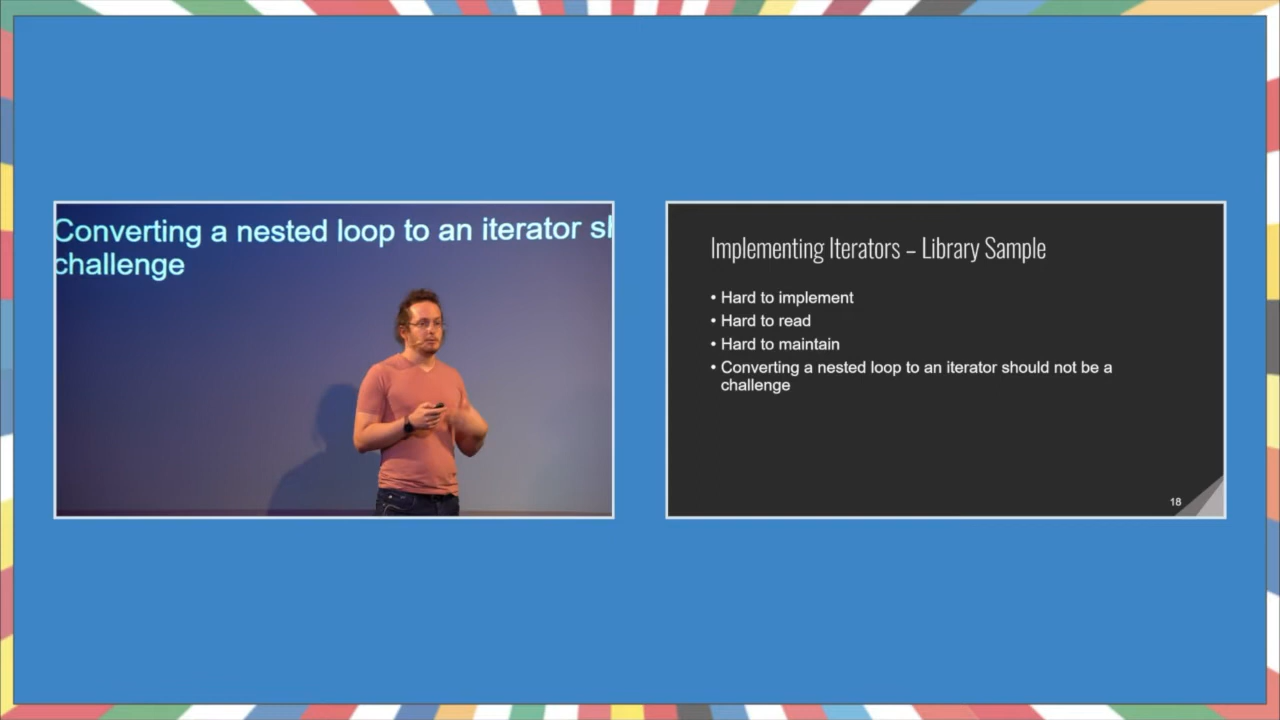 Converting a nested loop to an iterator sh
challenge
Implementing Iterators – Library Sample
• Hard to implement
• Hard to read
• Hard to maintain
• Converting a nested loop to an iterator should not be a
challenge
18